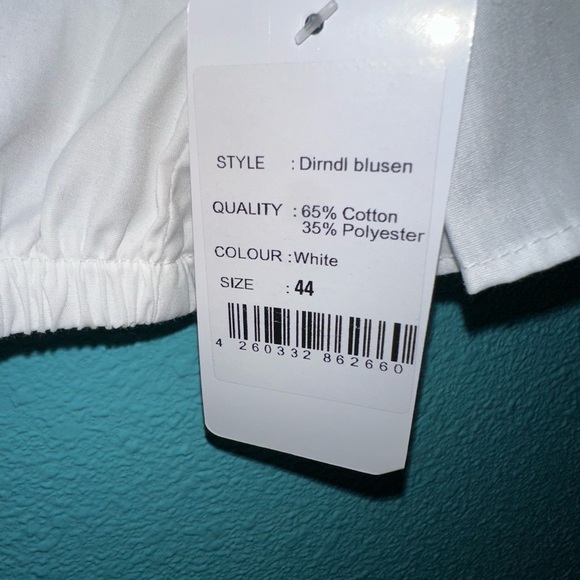 STYLE : Dirndl blusen
QUALITY : 65% Cotton
35% Polyester
COLOUR : White
SIZE : 44
4 260332 862660